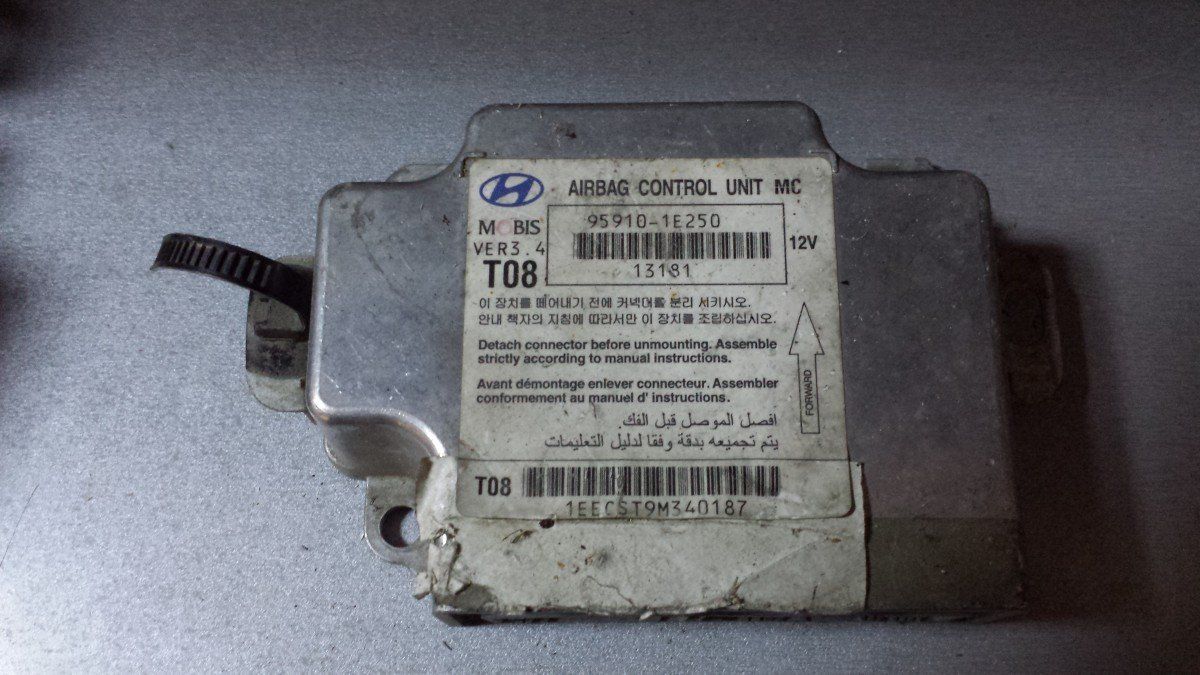 AIRBAG CONTROL UNIT MC
MOBIS
VER3.4
T08
95910-1E250
13181
12V
이 장치를 떼어내기 전에 커넥터를 분리 시키시오.
안내 책자의 지침에 따라서만 이 장치를 조립하십시오.
Detach connector before unmounting. Assemble
strictly according to manual instructions.
Avant démontage enlever connecteur. Assembler
conformement au manuel d' instructions.
FORWARD
افصل الموصل قبل الفك.
يتم تجميعه بدقة وفقا لدليل التعليمات
T08
1EECST9M340187